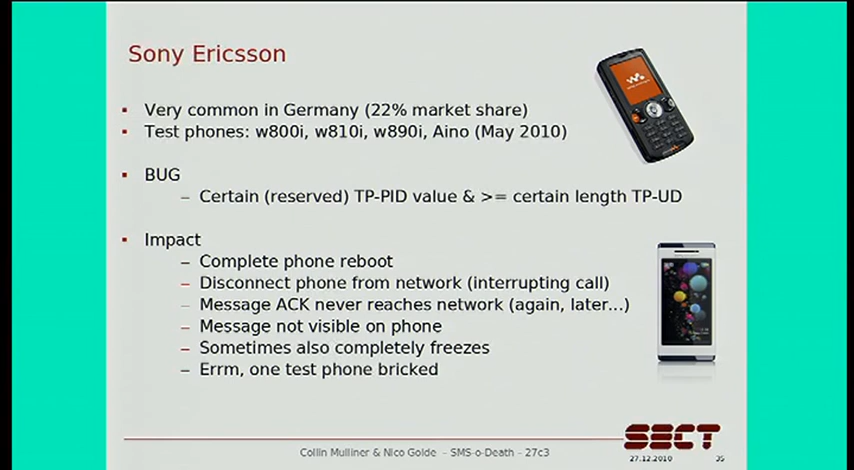 Sony Ericsson
▪ Very common in Germany (22% market share)
▪ Test phones: w800i, w810i, w890i, Aino (May 2010)
▪ BUG
– Certain (reserved) TP-PID value & >= certain length TP-UD
▪ Impact
– Complete phone reboot
– Disconnect phone from network (interrupting call)
– Message ACK never reaches network (again, later...)
– Message not visible on phone
– Sometimes also completely freezes
– Errm, one test phone bricked
SECT
Collin Mulliner & Nico Golde – SMS-o-Death – 27c3
27.12.2010 35